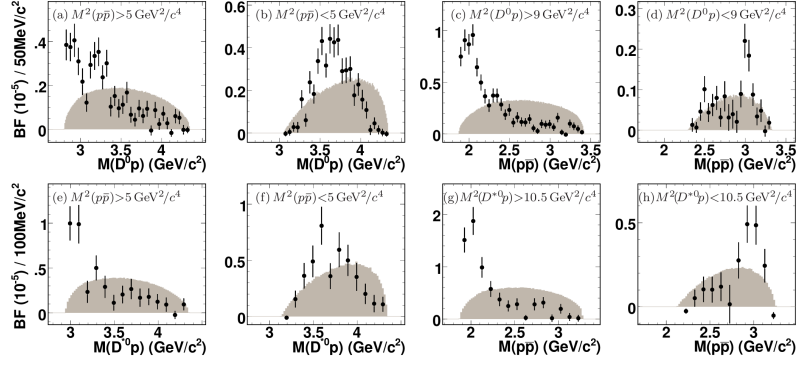 (a) M²(pp̄)>5 GeV²/c⁴
(b) M²(pp̄)<5 GeV²/c⁴
(c) M²(D⁰p)>9 GeV²/c⁴
(d) M²(D⁰p)<9 GeV²/c⁴
BF (10⁻⁵) / 50MeV/c²
.4
.2
0
0.6
0.4
0.2
0
1
0.5
0
0.3
0.2
0.1
0
3 3.5 4
3 3.5 4
2 2.5 3 3.5
2 2.5 3 3.5
M(D⁰p) (GeV/c²)
M(D⁰p) (GeV/c²)
M(pp̄) (GeV/c²)
M(pp̄) (GeV/c²)
(e) M²(pp̄)>5 GeV²/c⁴
(f) M²(pp̄)<5 GeV²/c⁴
(g) M²(D*⁰p)>10.5 GeV²/c⁴
(h) M²(D*⁰p)<10.5 GeV²/c⁴
BF (10⁻⁵) / 100MeV/c²
1
.5
0
1
0.5
0
2
1
0
0.5
0
3 3.5 4
3 3.5 4
2 2.5 3 3.5
2 2.5 3 3.5
M(D*⁰p) (GeV/c²)
M(D*⁰p) (GeV/c²)
M(pp̄) (GeV/c²)
M(pp̄) (GeV/c²)